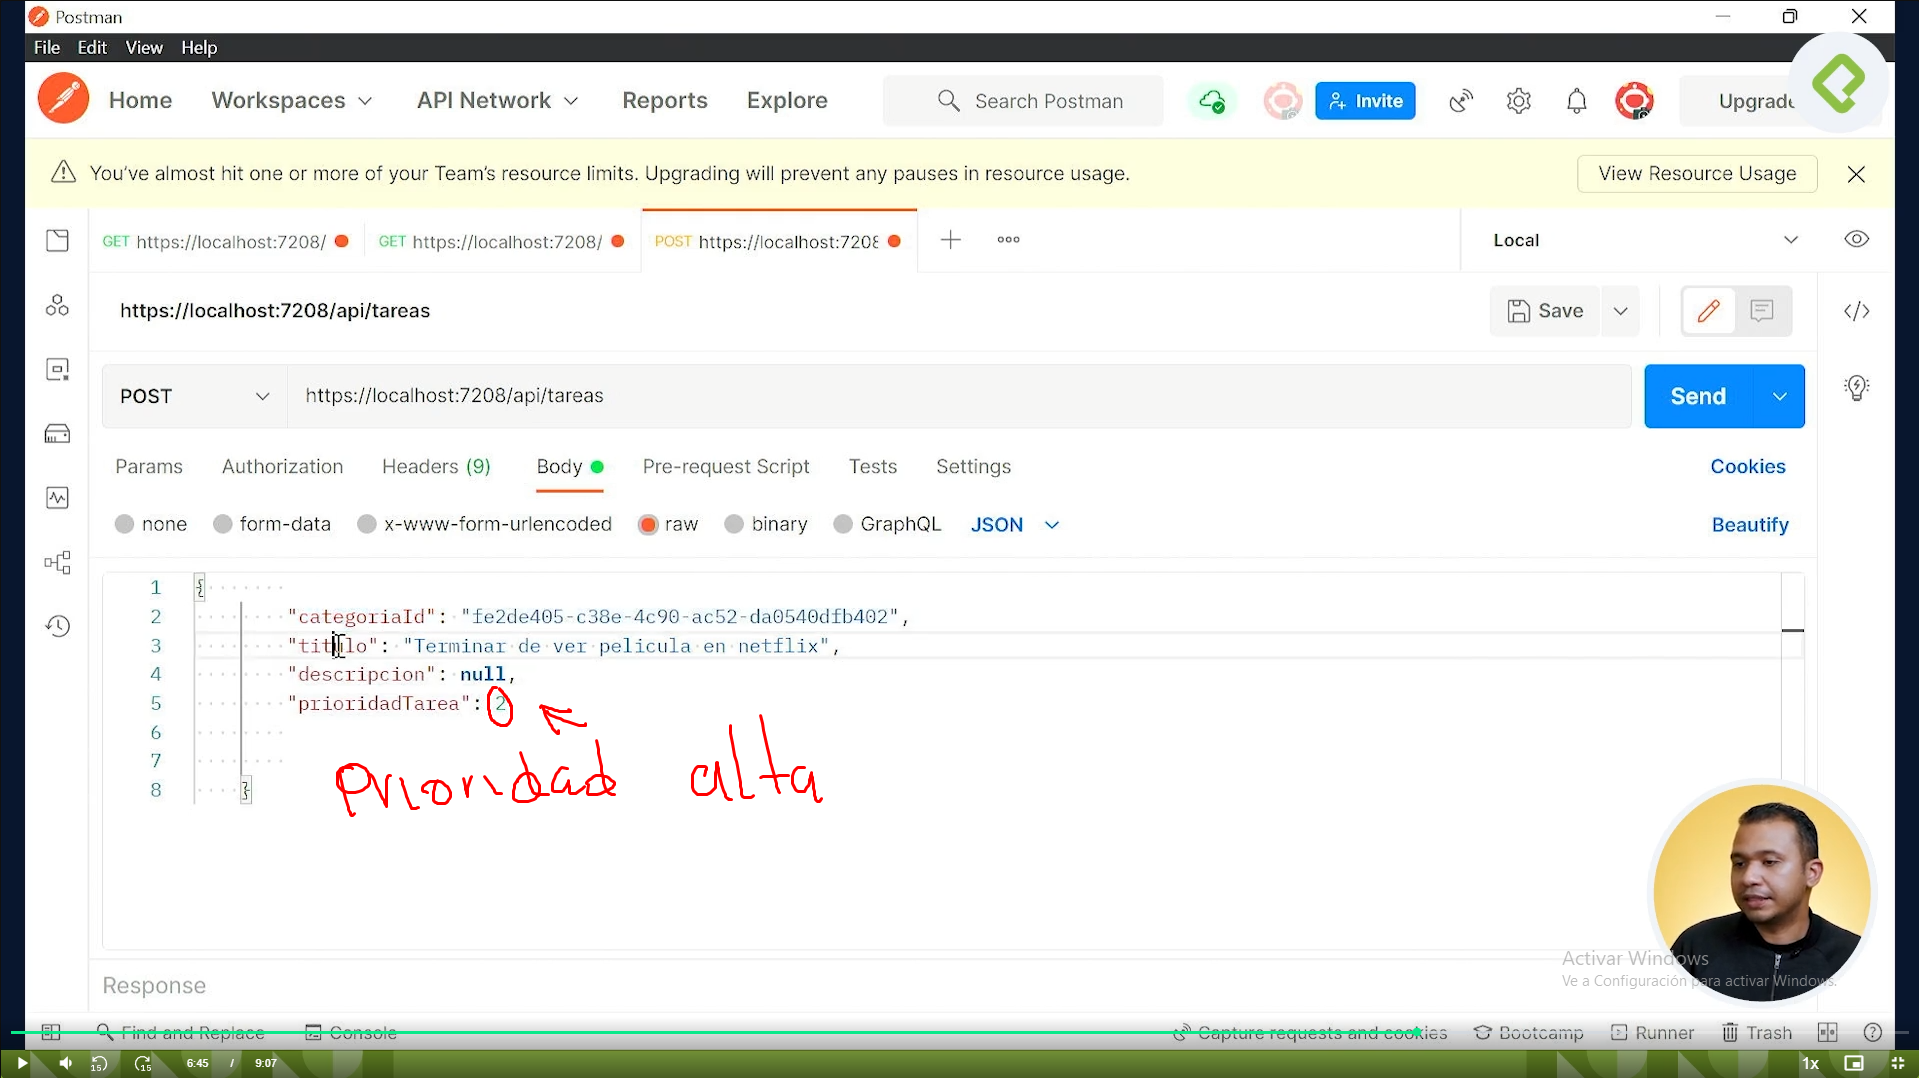 Postman
File Edit View Help
Home Workspaces API Network Reports Explore Search Postman Invite Upgrade
You've almost hit one or more of your Team's resource limits. Upgrading will prevent any pauses in resource usage. View Resource Usage
GET https://localhost:7208/ GET https://localhost:7208/ POST https://localhost:7208 Local
https://localhost:7208/api/tareas Save
POST https://localhost:7208/api/tareas Send
Params Authorization Headers (9) Body Pre-request Script Tests Settings Cookies
none form-data x-www-form-urlencoded raw binary GraphQL JSON Beautify
1 {
2 "categoriaId": "fe2de405-c38e-4c90-ac52-da0540dfb402",
3 "titulo": "Terminar de ver pelicula en netflix",
4 "descripcion": null,
5 "prioridadTarea": 2
6
7
8 }
Prioridad alta
Activar Windows
Ve a Configuración para activar Windows.
Response
Find and Replace Console Capture requests and cookies Bootcamp Runner Trash
15 15 6:45 / 9:07 1x